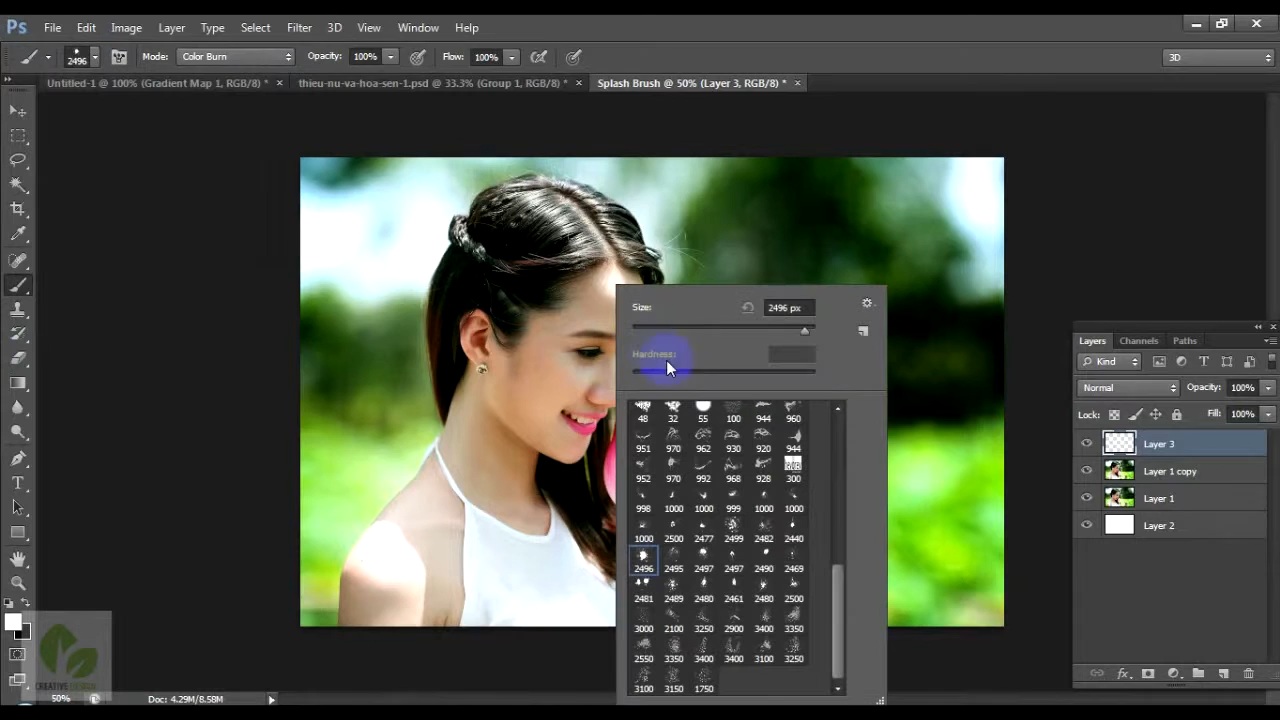 Ps File Edit Image Layer Type Select Filter 3D View Window Help
2496 Mode: Color Burn Opacity: 100% Flow: 100% 3D
Untitled-1 @ 100% (Gradient Map 1, RGB/8) * × thieu-nu-va-hoa-sen-1.psd @ 33.3% (Group 1, RGB/8) * × Splash Brush @ 50% (Layer 3, RGB/8) * ×
Size: 2496 px
Hardness:
48 32 55 100 944 960
951 970 962 930 920 944
952 970 992 968 928 300
998 1000 1000 999 1000 1000
1000 2500 2477 2499 2482 2440
2496 2495 2497 2497 2490 2469
2481 2489 2480 2461 2480 2500
3000 2100 3250 2900 3400 3350
2550 3350 3400 3400 3100 3250
3100 3150 1750
Layers Channels Paths
Kind
Normal Opacity: 100%
Lock: Fill: 100%
Layer 3
Layer 1 copy
Layer 1
Layer 2
fx
50% Doc: 4.29M/8.58M